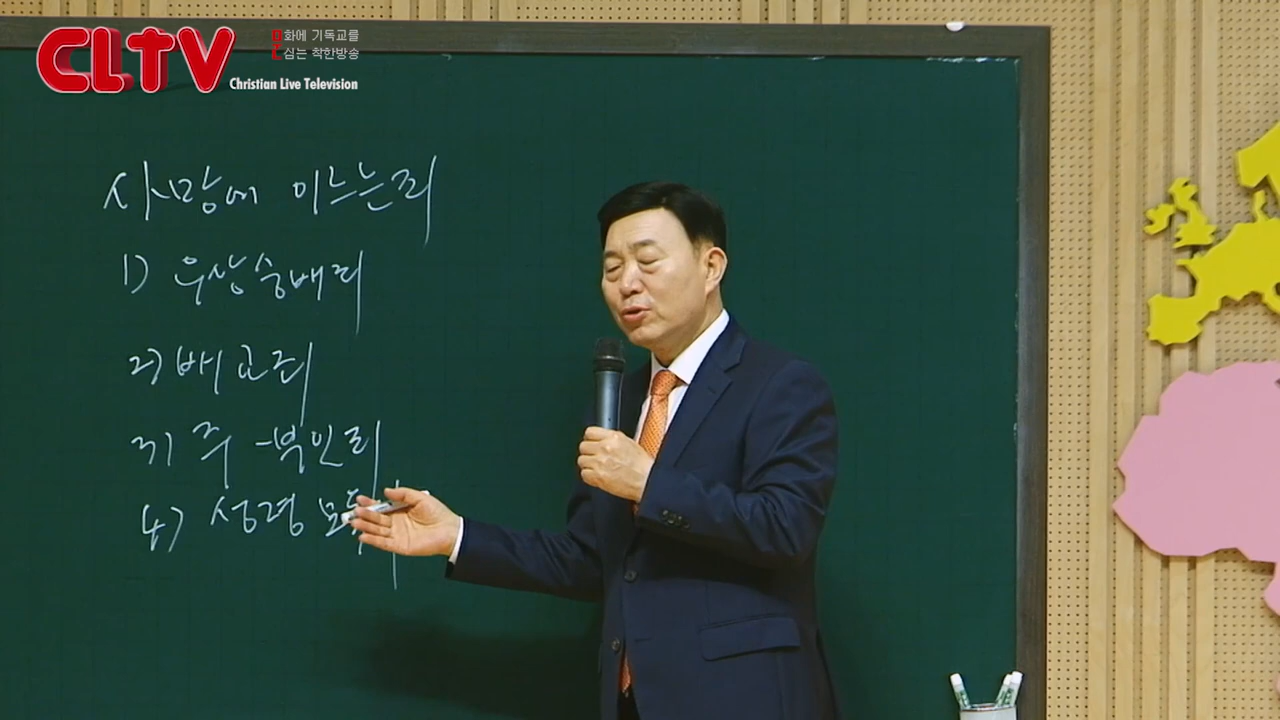 CLTV
문화에 기독교를
심는 착한방송
Christian Live Television
사망에 이르는죄
1) 우상숭배죄
2) 배교죄
3) 주 부인죄
4) 성령